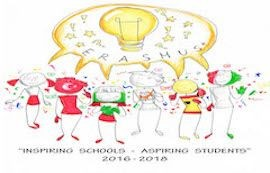 ERASMUS
"INSPIRING SCHOOLS - ASPIRING STUDENTS"
2016-2018